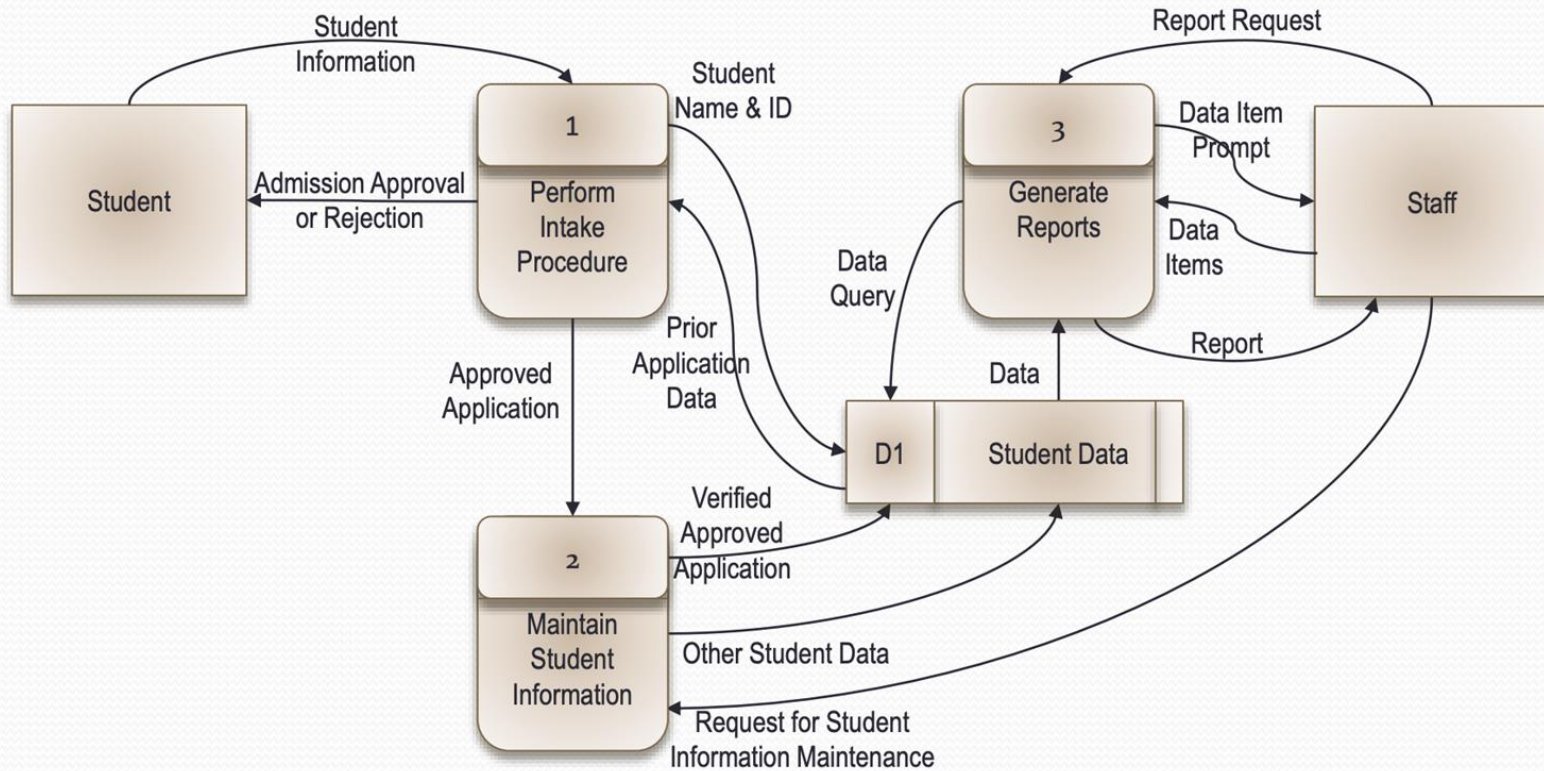 Student
Information
Student
Name & ID
Report Request
1
3
Data Item
Prompt
Student
Admission Approval
or Rejection
Perform
Intake
Procedure
Generate
Reports
Staff
Data
Items
Data
Query
Prior
Application
Data
Report
Approved
Application
Data
D1
Student Data
Verified
Approved
Application
2
Maintain
Student
Information
Other Student Data
Request for Student
Information Maintenance